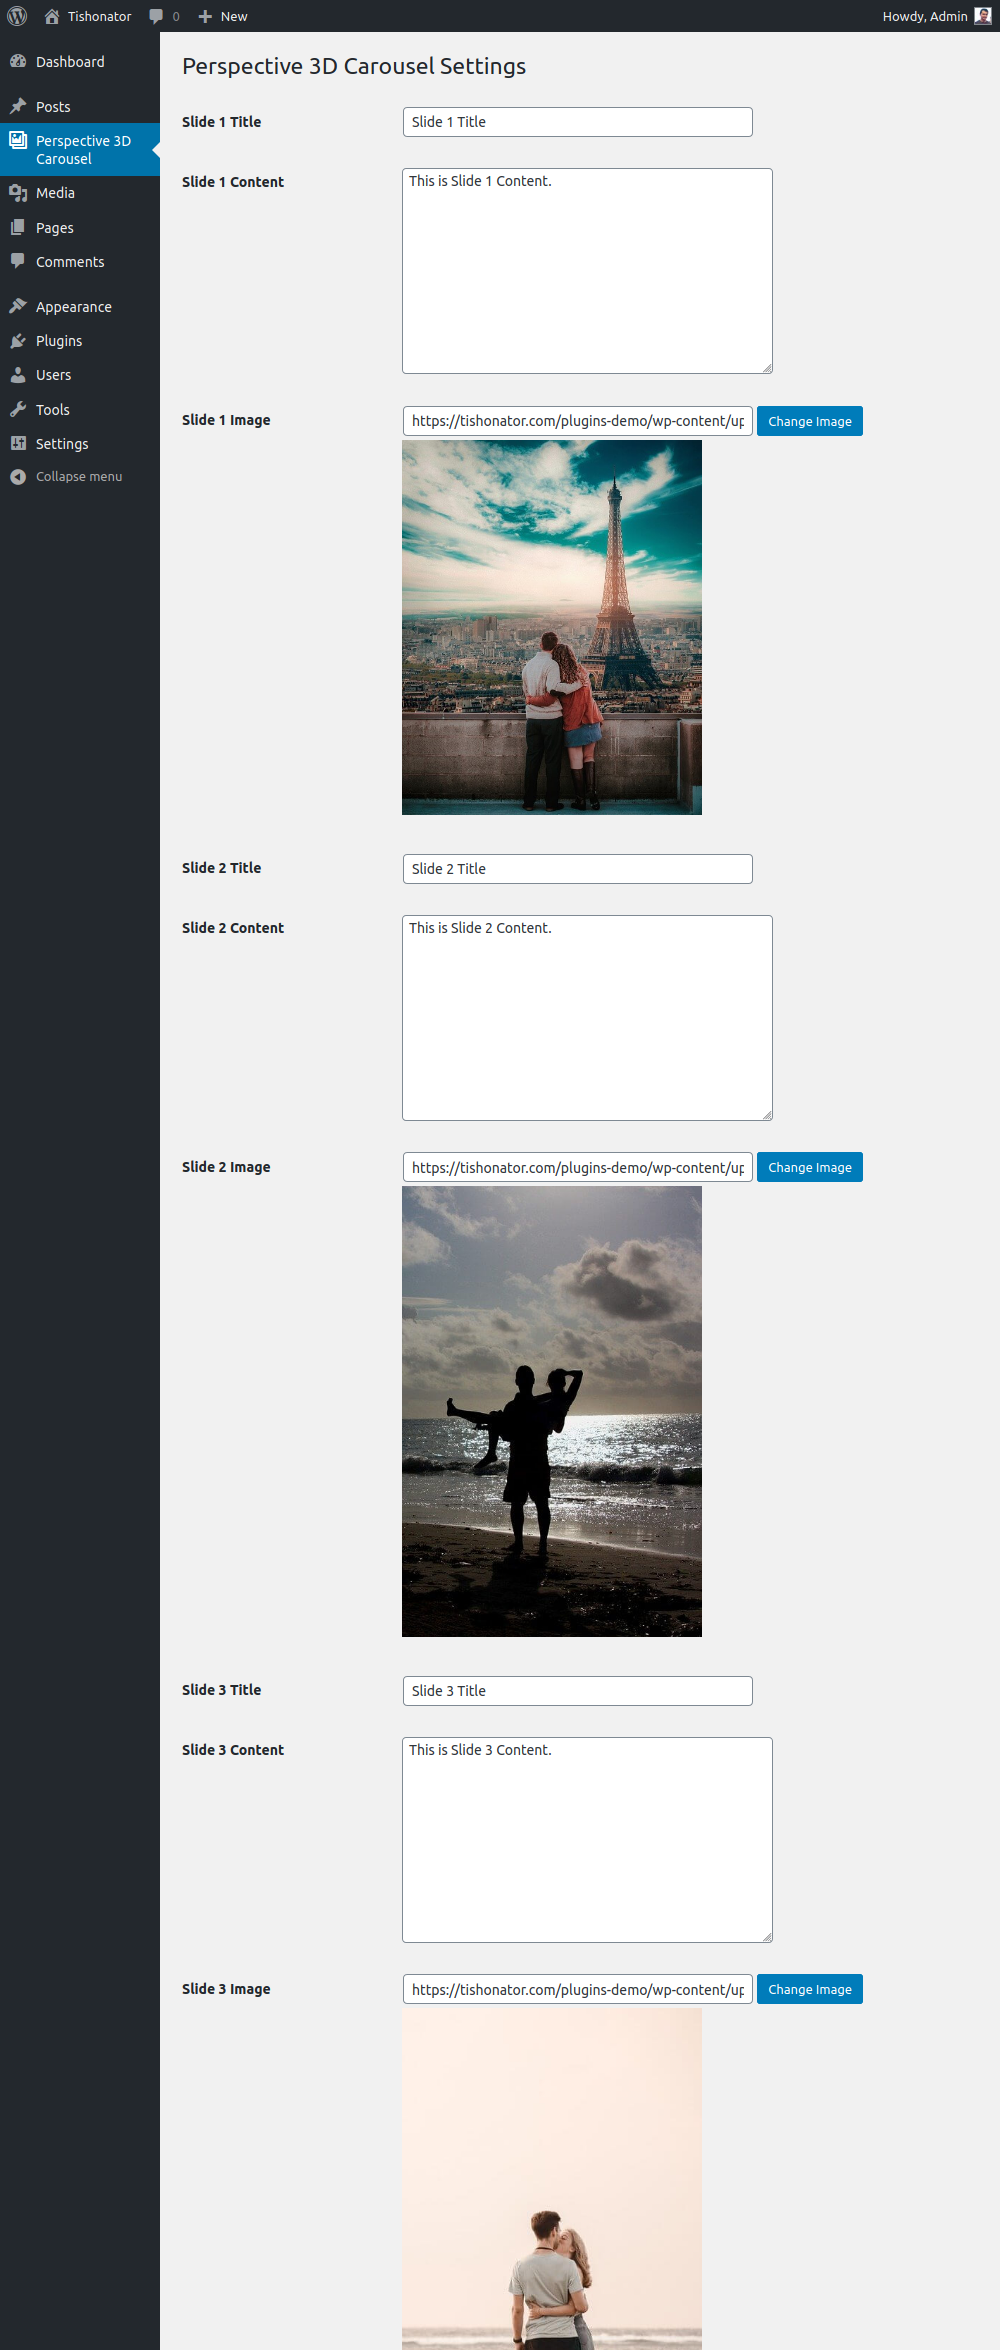 Tishonator 0 New Howdy, Admin
Dashboard
Posts
Perspective 3D
Carousel
Media
Pages
Comments
Appearance
Plugins
Users
Tools
Settings
Collapse menu
Perspective 3D Carousel Settings
Slide 1 Title Slide 1 Title
Slide 1 Content This is Slide 1 Content.
Slide 1 Image https://tishonator.com/plugins-demo/wp-content/up Change Image
Slide 2 Title Slide 2 Title
Slide 2 Content This is Slide 2 Content.
Slide 2 Image https://tishonator.com/plugins-demo/wp-content/up Change Image
Slide 3 Title Slide 3 Title
Slide 3 Content This is Slide 3 Content.
Slide 3 Image https://tishonator.com/plugins-demo/wp-content/up Change Image